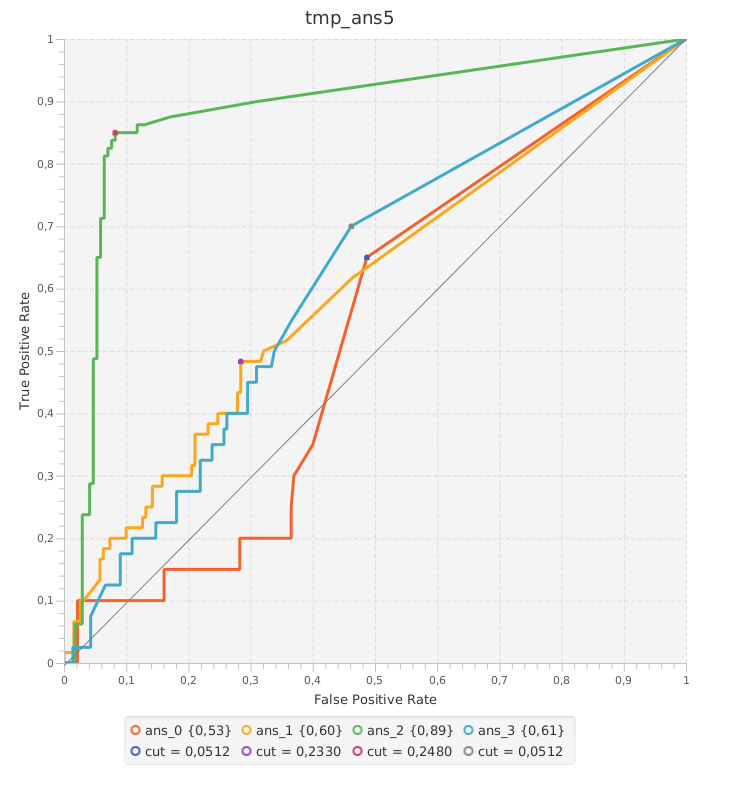 tmp_ans5
1
0,9
0,8
0,7
0,6
0,5
0,4
0,3
0,2
0,1
0
True Positive Rate
0 0,1 0,2 0,3 0,4 0,5 0,6 0,7 0,8 0,9 1
False Positive Rate
ans_0 {0,53} ans_1 {0,60} ans_2 {0,89} ans_3 {0,61}
cut = 0,0512 cut = 0,2330 cut = 0,2480 cut = 0,0512